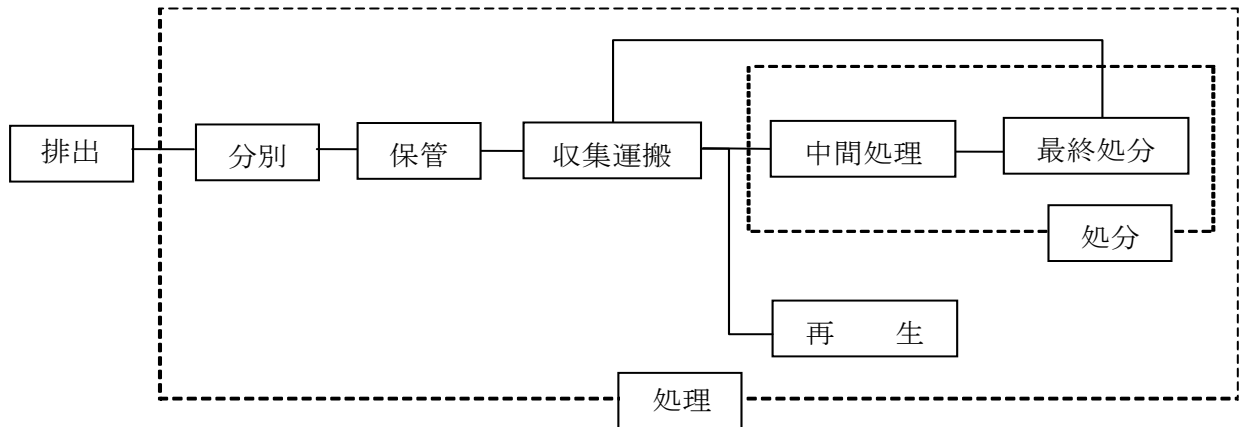 排出
分別
保管
収集運搬
中間処理
最終処分
処分
再　　生
処理